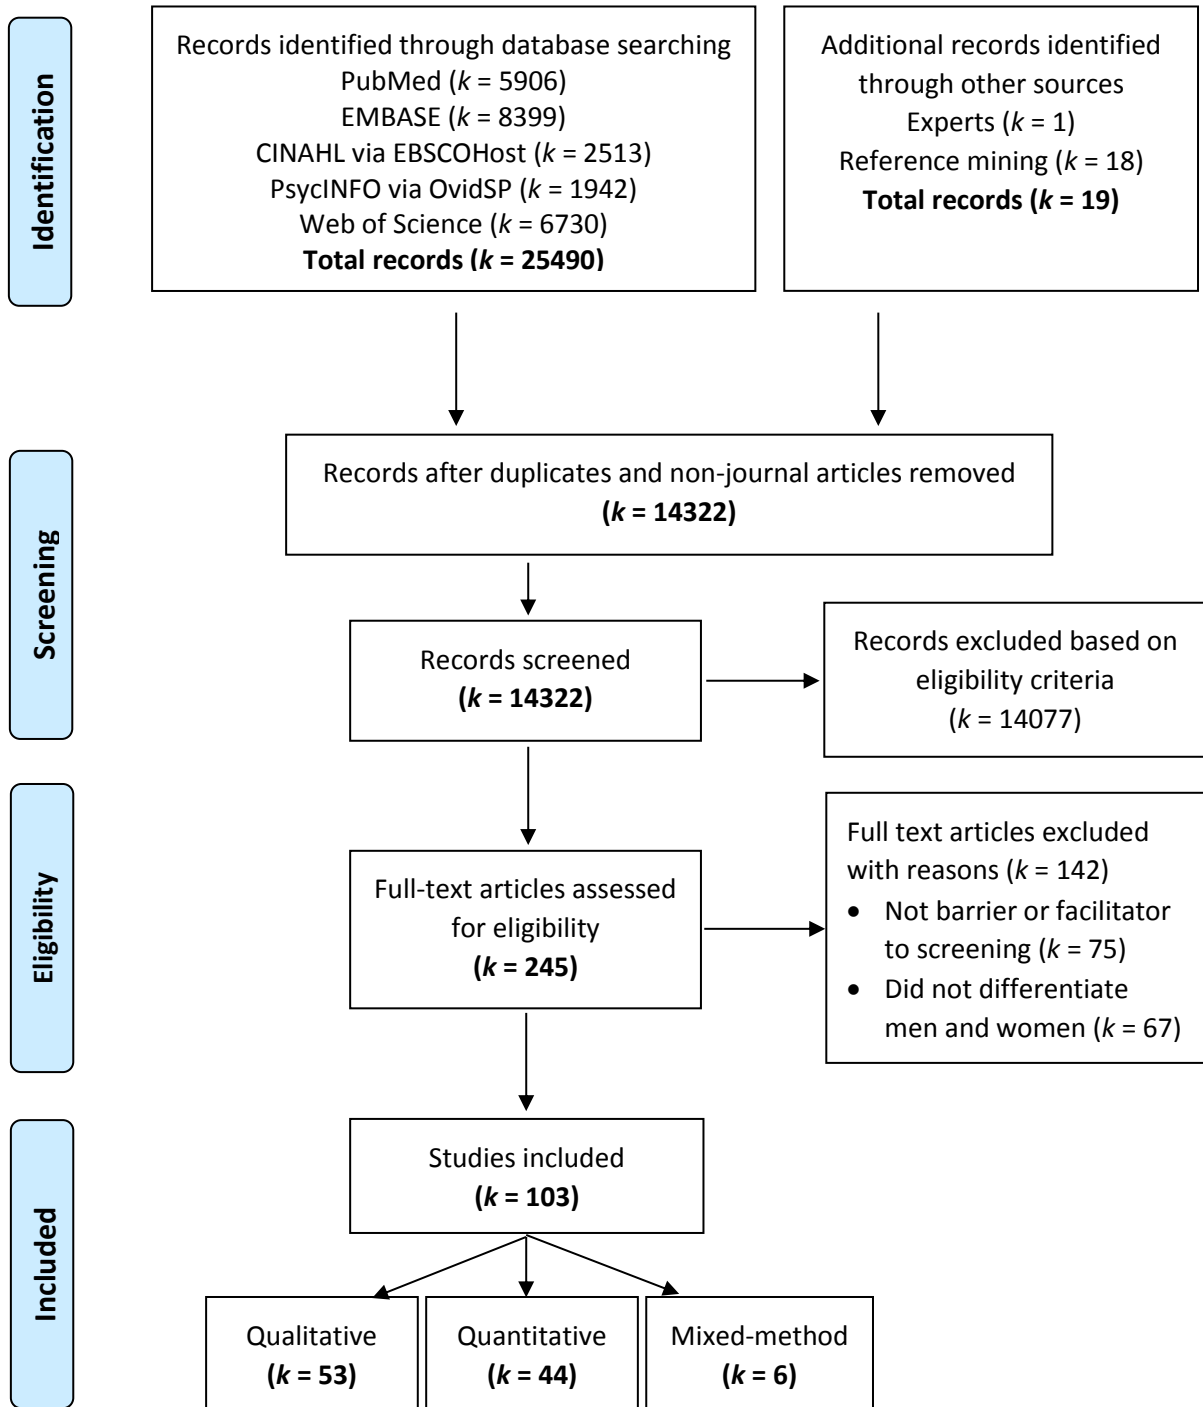 Identification
Records identified through database searching
PubMed (k = 5906)
EMBASE (k = 8399)
CINAHL via EBSCOHost (k = 2513)
PsycINFO via OvidSP (k = 1942)
Web of Science (k = 6730)
Total records (k = 25490)
Additional records identified
through other sources
Experts (k = 1)
Reference mining (k = 18)
Total records (k = 19)
Screening
Records after duplicates and non-journal articles removed
(k = 14322)
Records screened
(k = 14322)
Records excluded based on
eligibility criteria
(k = 14077)
Eligibility
Full-text articles assessed
for eligibility
(k = 245)
Full text articles excluded
with reasons (k = 142)
• Not barrier or facilitator
to screening (k = 75)
• Did not differentiate
men and women (k = 67)
Included
Studies included
(k = 103)
Qualitative
(k = 53)
Quantitative
(k = 44)
Mixed-method
(k = 6)